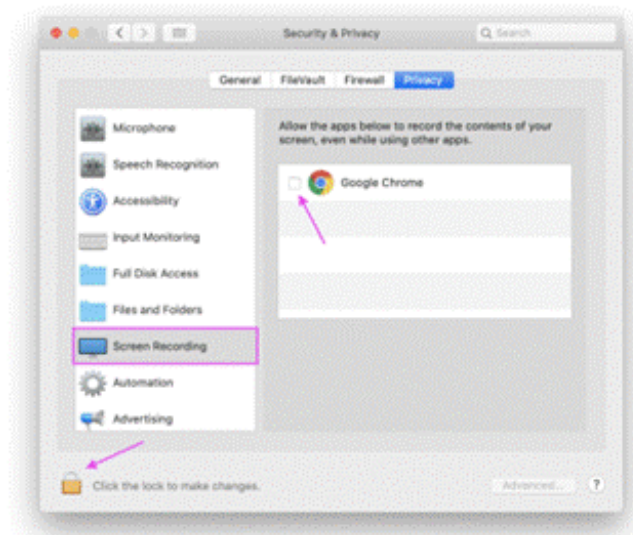 Security & Privacy
Search
General FileVault Firewall Privacy
Microphone
Speech Recognition
Accessibility
Input Monitoring
Full Disk Access
Files and Folders
Screen Recording
Automation
Advertising
Allow the apps below to record the contents of your
screen, even while using other apps.
Google Chrome
Click the lock to make changes.
Advanced...
?